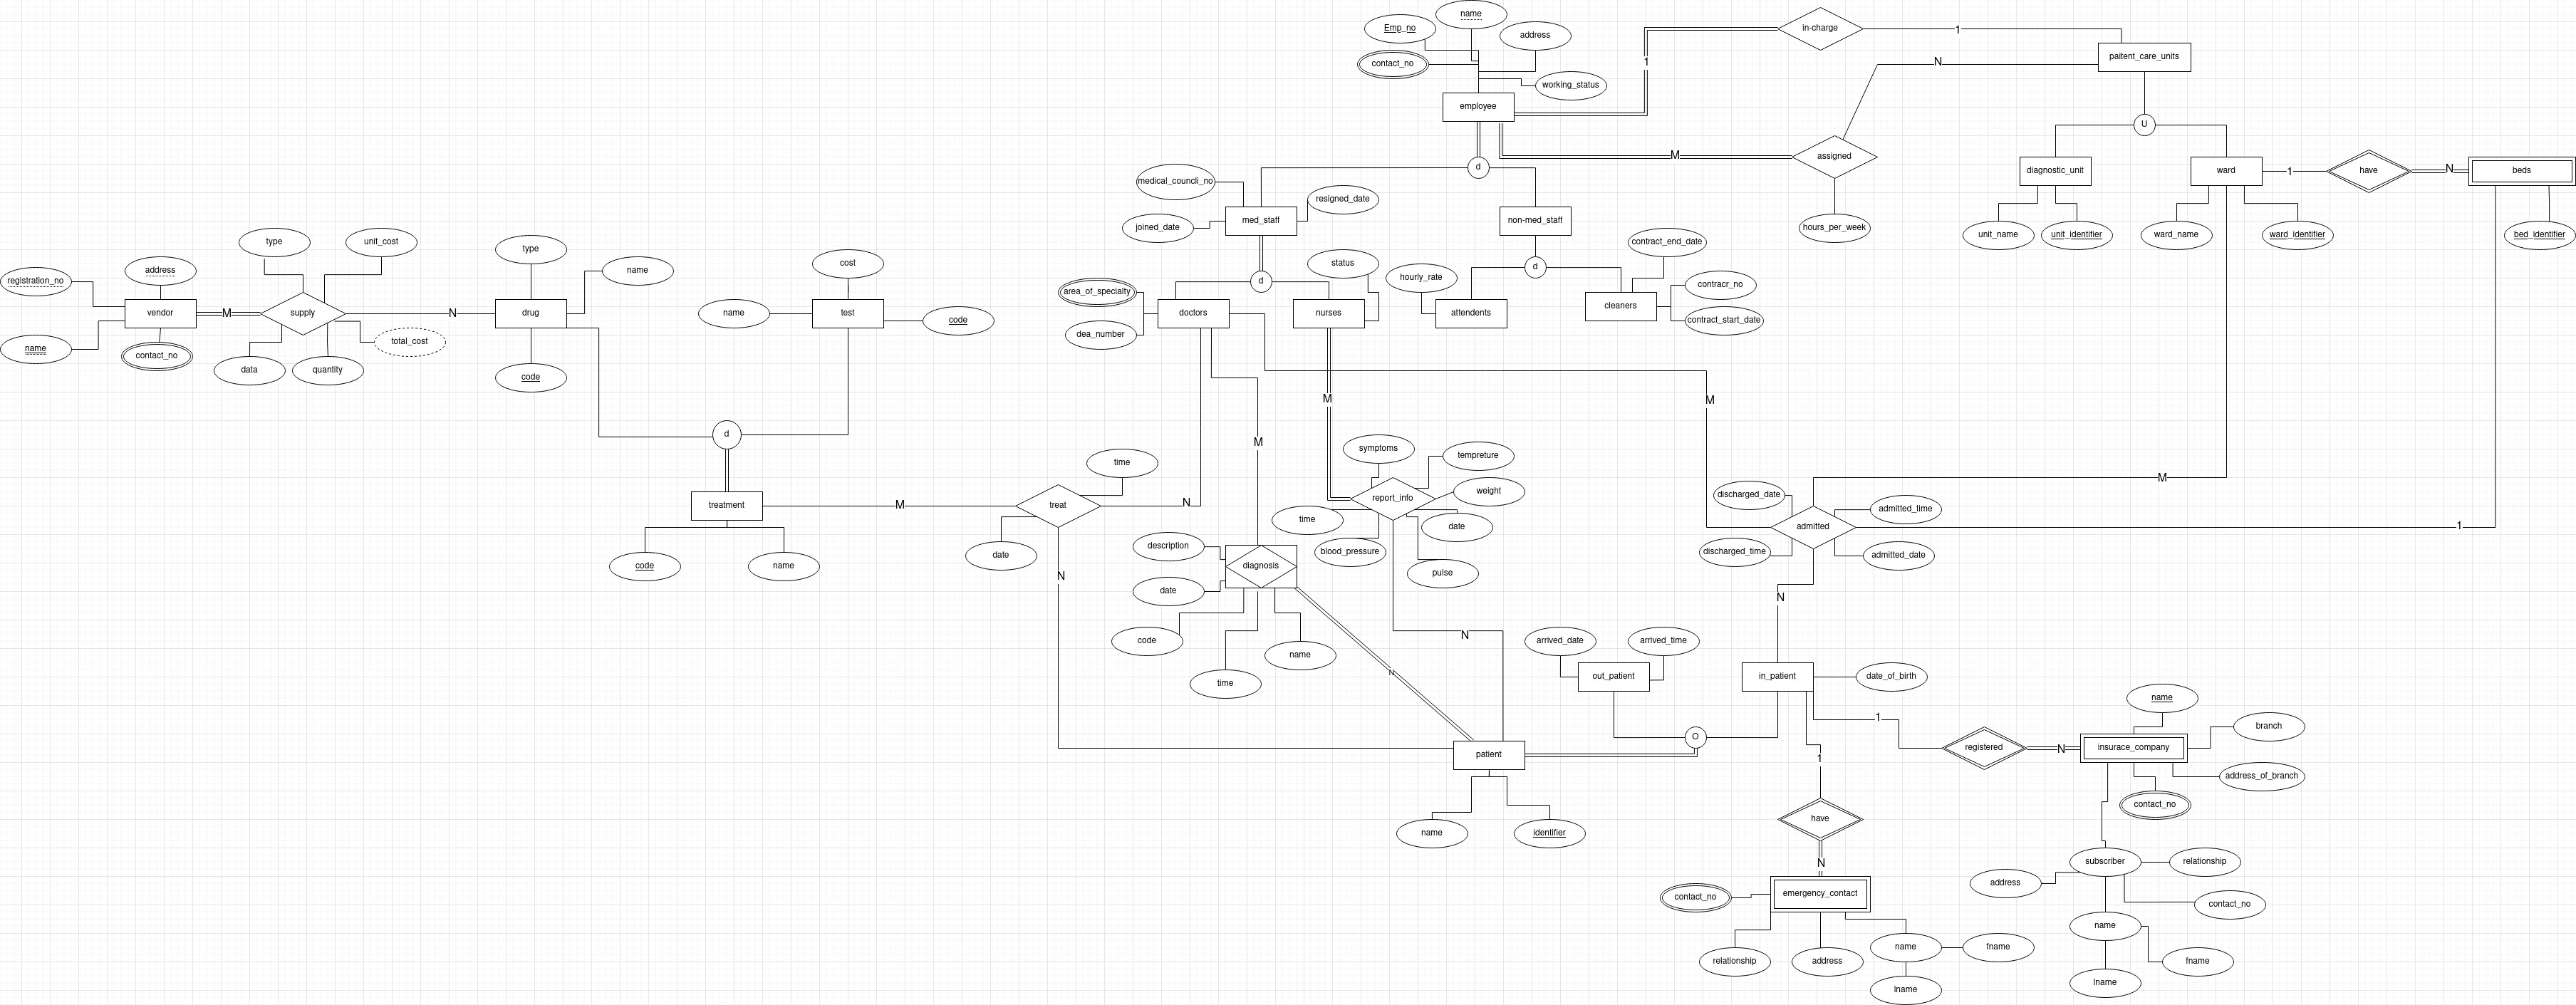 name
Emp_no
in-charge
1
address
paitent_care_units
contact_no
1
N
working_status
employee
U
M
assigned
d
diagnostic_unit
ward
1
have
N
beds
medical_councli_no
resigned_date
med_staff
non-med_staff
joined_date
hours_per_week
unit_name
unit_identifier
ward_name
ward_identifier
bed_identifier
type
unit_cost
type
contract_end_date
cost
status
d
address
name
registration_no
d
hourly_rate
contracr_no
area_of_specialty
vendor
M
supply
N
drug
name
test
code
doctors
nurses
attendents
cleaners
contract_start_date
dea_number
name
contact_no
total_cost
data
quantity
code
M
M
d
M
symptoms
tempreture
time
M
weight
discharged_date
report_info
treatment
M
treat
N
admitted_time
time
date
admitted
1
description
date
blood_pressure
discharged_time
admitted_date
code
name
diagnosis
pulse
N
date
N
code
arrived_date
arrived_time
N
name
N
time
out_patient
in_patient
date_of_birth
name
1
branch
O
patient
registered
N
insurace_company
1
address_of_branch
contact_no
have
name
identifier
N
subscriber
relationship
address
contact_no
emergency_contact
contact_no
name
name
fname
relationship
address
fname
lname
lname